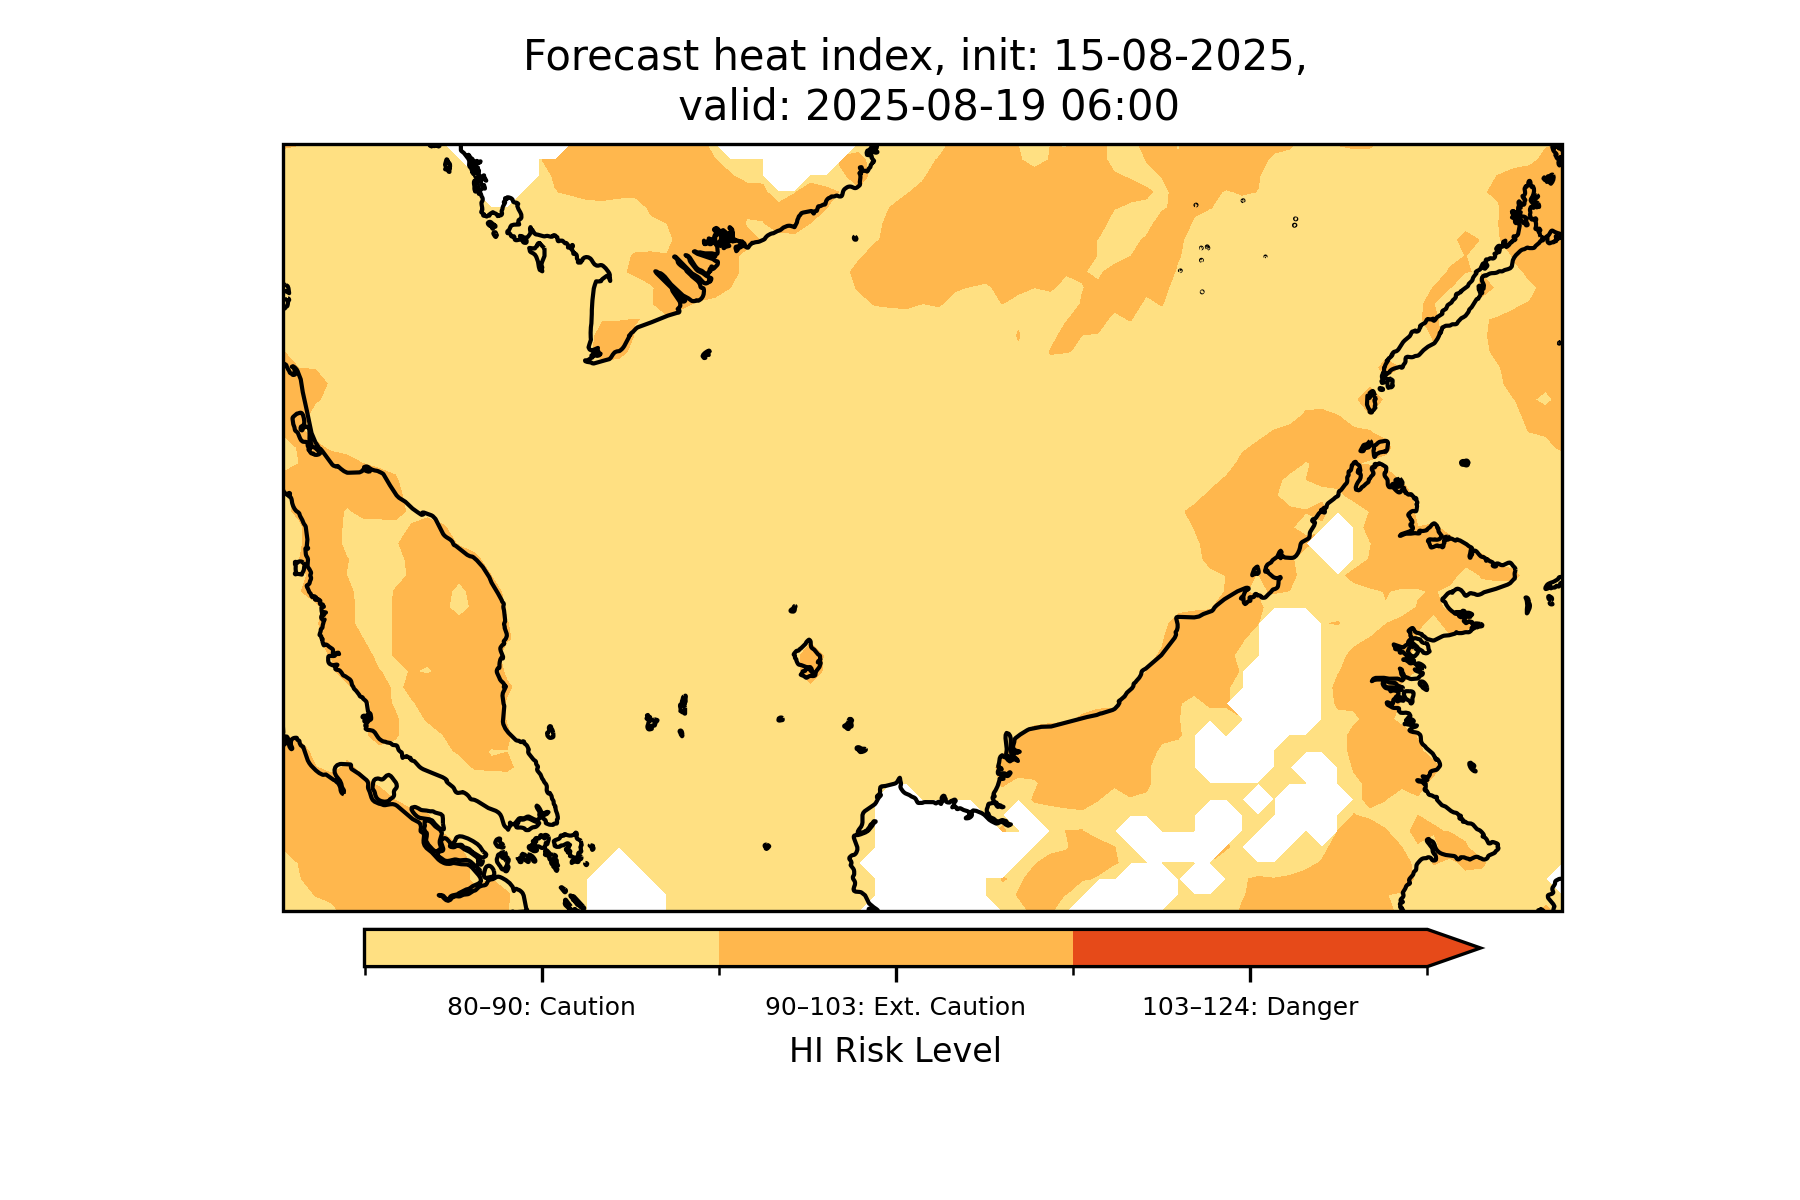 Forecast heat index, init: 15-08-2025,
valid: 2025-08-19 06:00
80–90: Caution
90–103: Ext. Caution
103–124: Danger
HI Risk Level